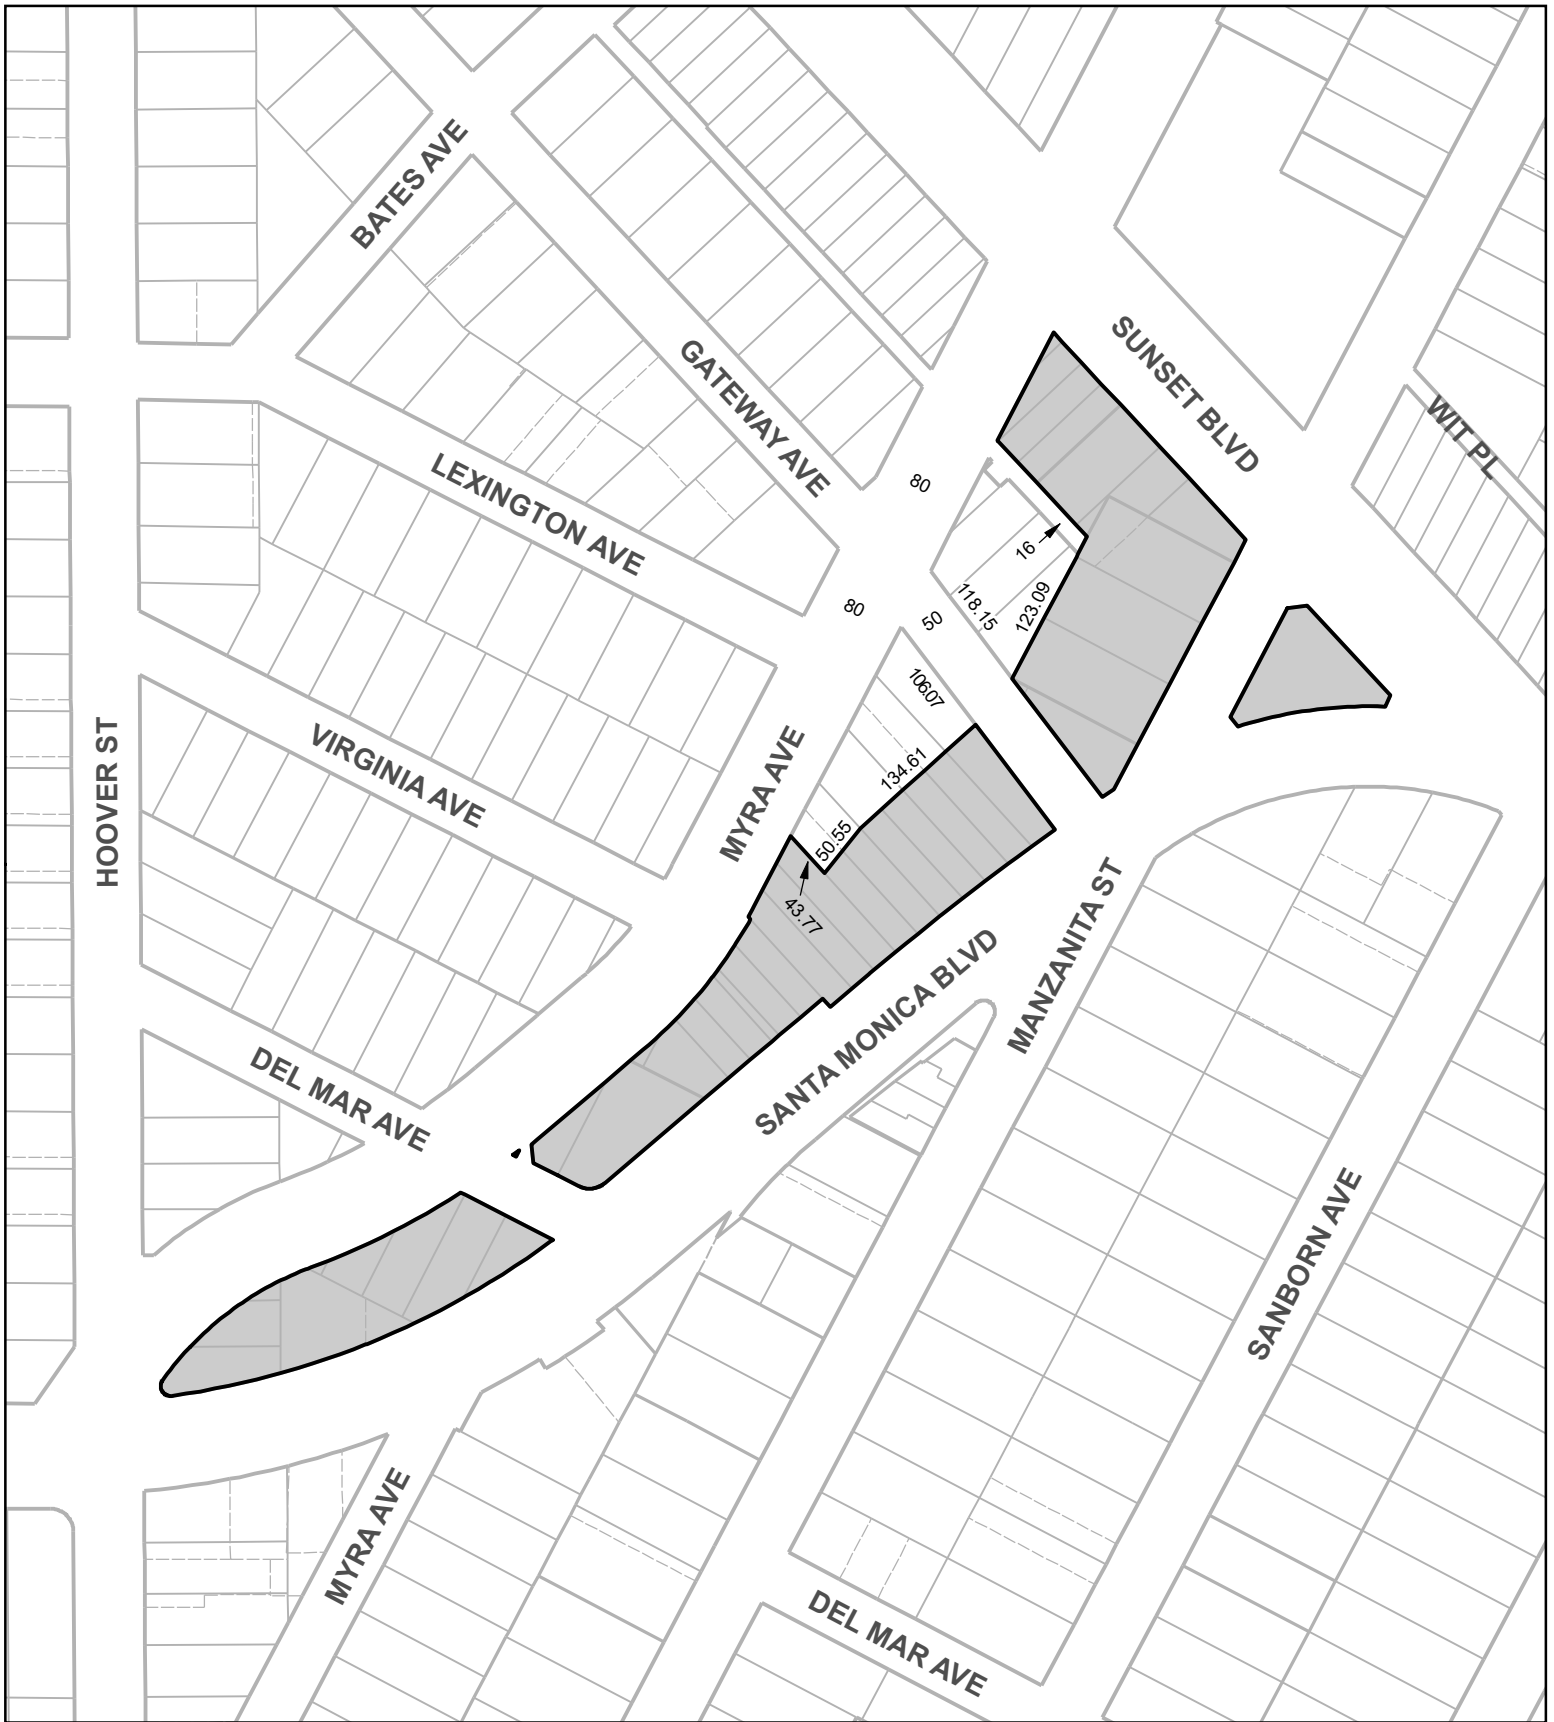 BATES AVE
SUNSET BLVD
GATEWAY AVE
WIT PL
LEXINGTON AVE
80
16
123.09
118.15
80
50
106.07
HOOVER ST
VIRGINIA AVE
MYRA AVE
134.61
50.55
43.77
MANZANITA ST
SANTA MONICA BLVD
DEL MAR AVE
SANBORN AVE
MYRA AVE
DEL MAR AVE